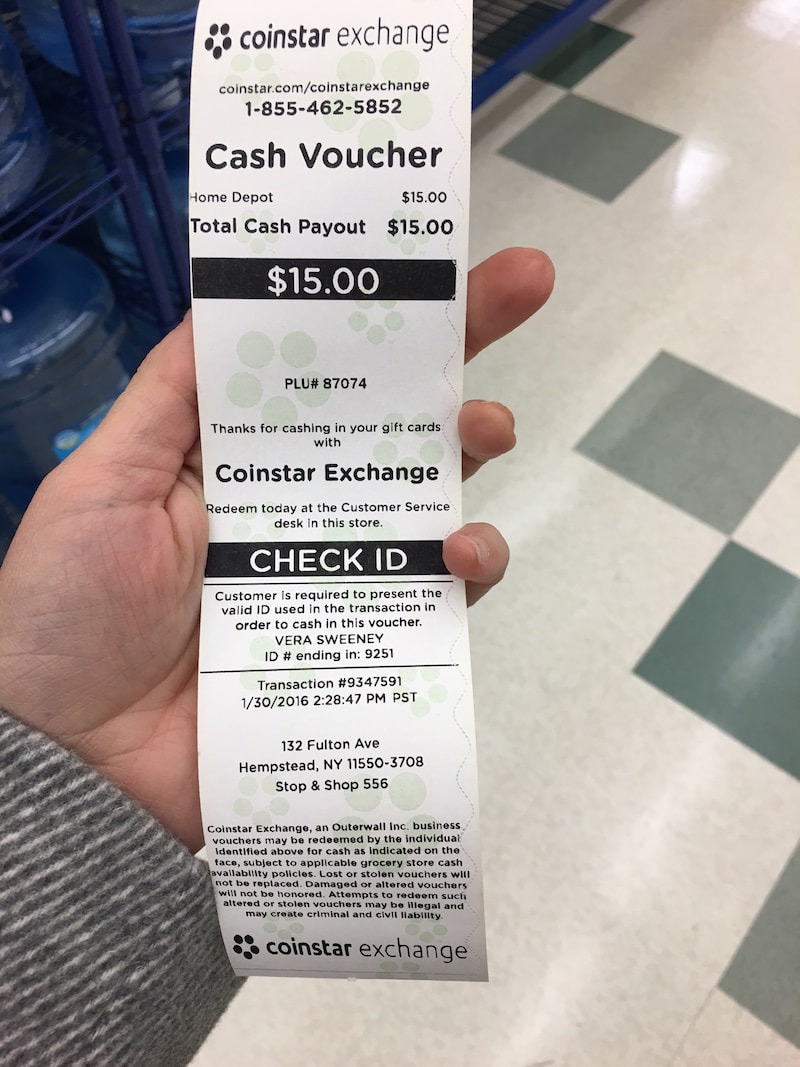 coinstar exchange
coinstar.com/coinstarexchange
1-855-462-5852
Cash Voucher
Home Depot $15.00
Total Cash Payout $15.00
$15.00
PLU# 87074
Thanks for cashing in your gift cards
with
Coinstar Exchange
Redeem today at the Customer Service
desk in this store.
CHECK ID
Customer is required to present the
valid ID used in the transaction in
order to cash in this voucher.
VERA SWEENEY
ID # ending in: 9251
Transaction #9347591
1/30/2016 2:28:47 PM PST
132 Fulton Ave
Hempstead, NY 11550-3708
Stop & Shop 556
Coinstar Exchange, an Outerwall Inc. business
vouchers may be redeemed by the individual
identified above for cash as indicated on the
face, subject to applicable grocery store cash
availability policies. Lost or stolen vouchers will
not be replaced. Damaged or altered vouchers
will not be honored. Attempts to redeem such
altered or stolen vouchers may be illegal and
may create criminal and civil liability.
coinstar exchange